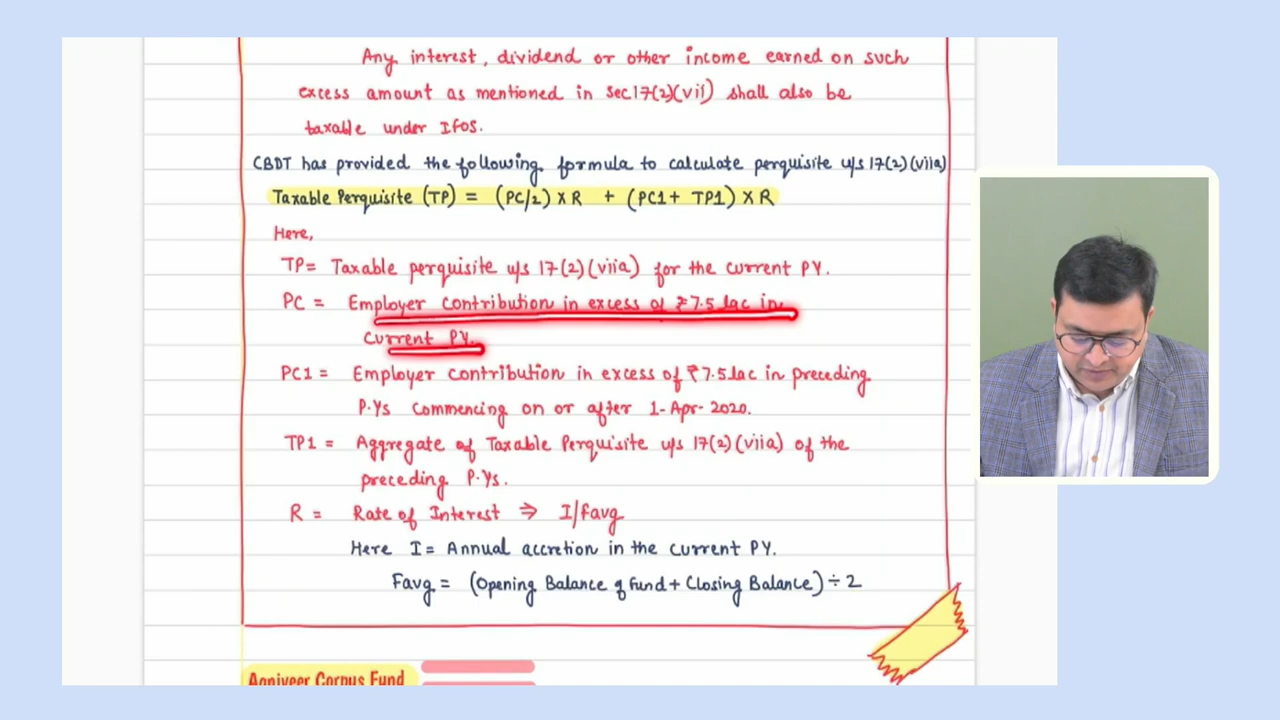 Any interest, dividend or other income earned on such
excess amount as mentioned in Sec17(2)(vii) shall also be
taxable under IFOS.
CBDT has provided the following formula to calculate perquisite u/s 17(2)(viia)
Taxable Perquisite (TP) = (PC/2) X R + (PC1+ TP1) X R
Here,
TP= Taxable perquisite u/s 17(2)(viia) for the current PY.
PC = Employer contribution in excess of ₹7.5 lac in
Current PY.
PC1 = Employer contribution in excess of ₹7.5lac in preceding
P.Ys Commencing on or after 1-Apr-2020.
TP1 = Aggregate of Taxable Perquisite u/s 17(2)(viia) of the
preceding P.Ys.
R = Rate of Interest ⇒ I/favg
Here I= Annual accretion in the current PY.
Favg = (Opening Balance of Fund + Closing Balance) ÷ 2
Agniveer Corpus Fund